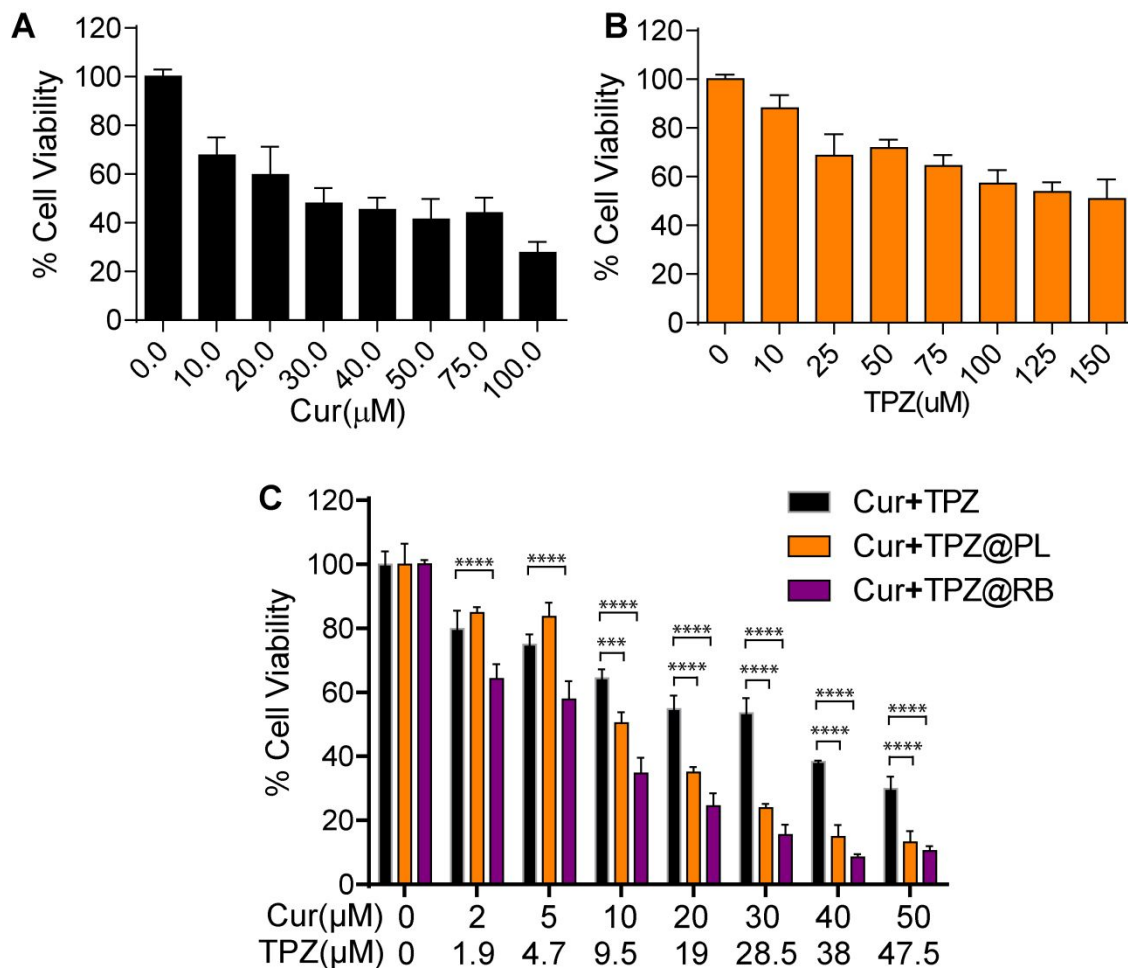 A
% Cell Viability
120
100
80
60
40
20
0
0.0 10.0 20.0 30.0 40.0 50.0 75.0 100.0
Cur(μM)
B
% Cell Viability
120
100
80
60
40
20
0
0 10 25 50 75 100 125 150
TPZ(uM)
C
Cur+TPZ
Cur+TPZ@PL
Cur+TPZ@RB
% Cell Viability
120
100
80
60
40
20
0
**** **** **** **** **** **** ****
*** **** **** **** ****
Cur(μM) 0 2 5 10 20 30 40 50
TPZ(μM) 0 1.9 4.7 9.5 19 28.5 38 47.5